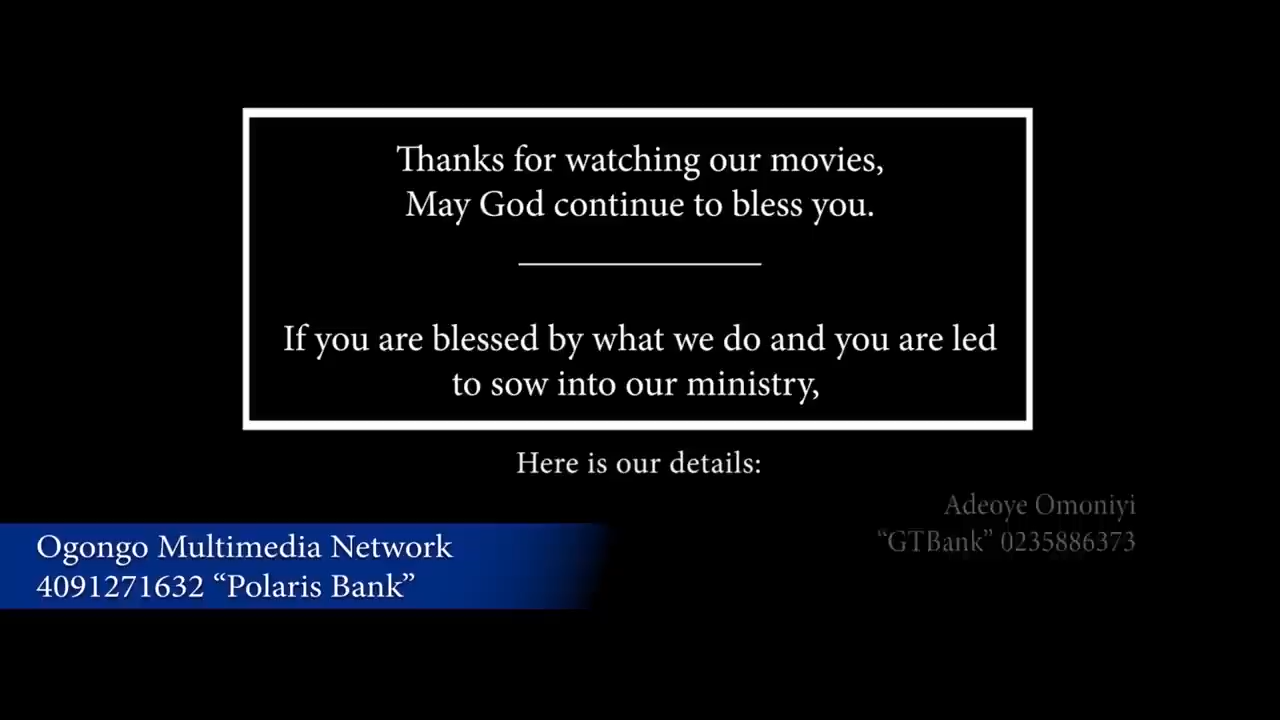 Thanks for watching our movies,
May God continue to bless you.
If you are blessed by what we do and you are led
to sow into our ministry,
Here is our details:
Adeoye Omoniyi
“GTBank” 0235886373
Ogongo Multimedia Network
4091271632 “Polaris Bank”